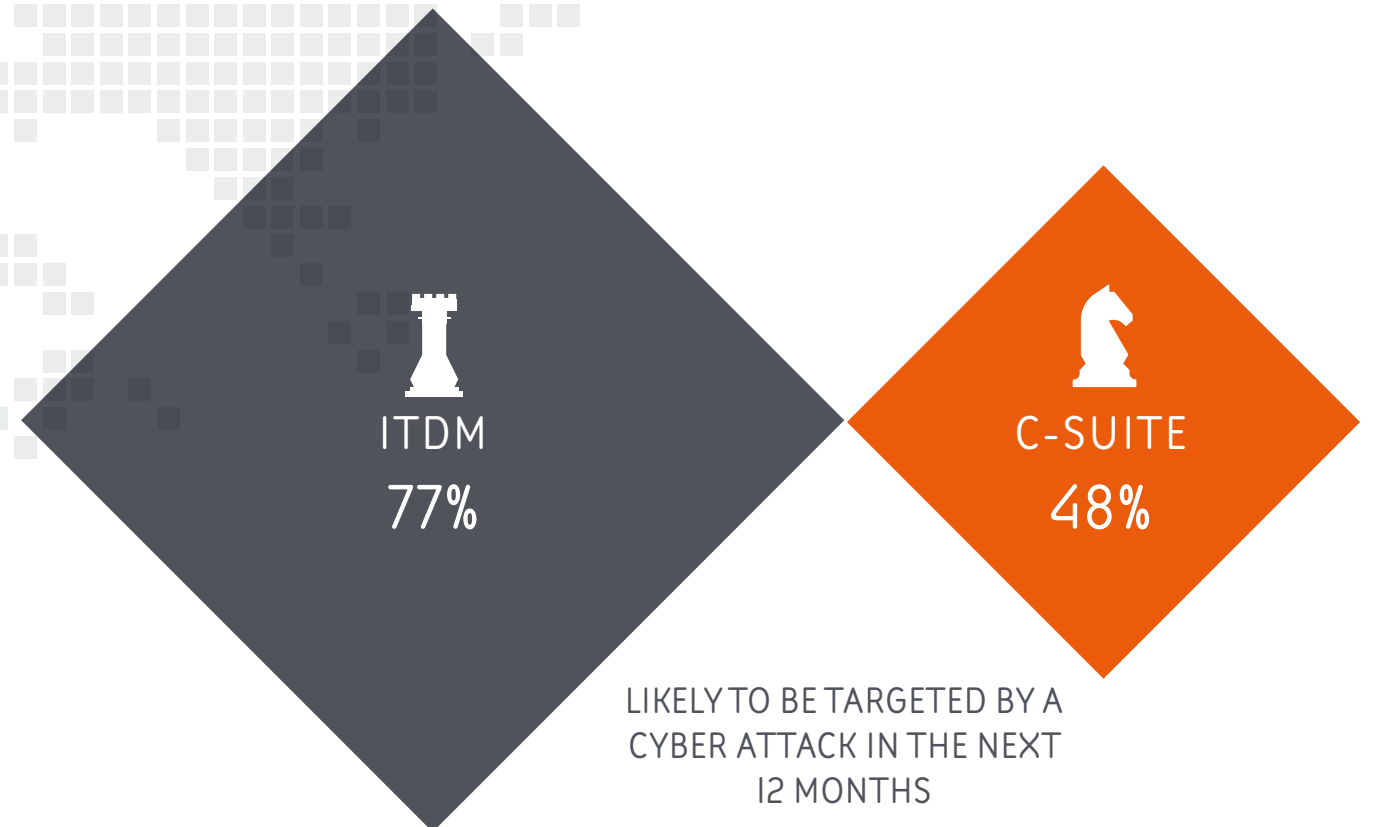 ITDM
77%
C-SUITE
48%
LIKELY TO BE TARGETED BY A
CYBER ATTACK IN THE NEXT
12 MONTHS